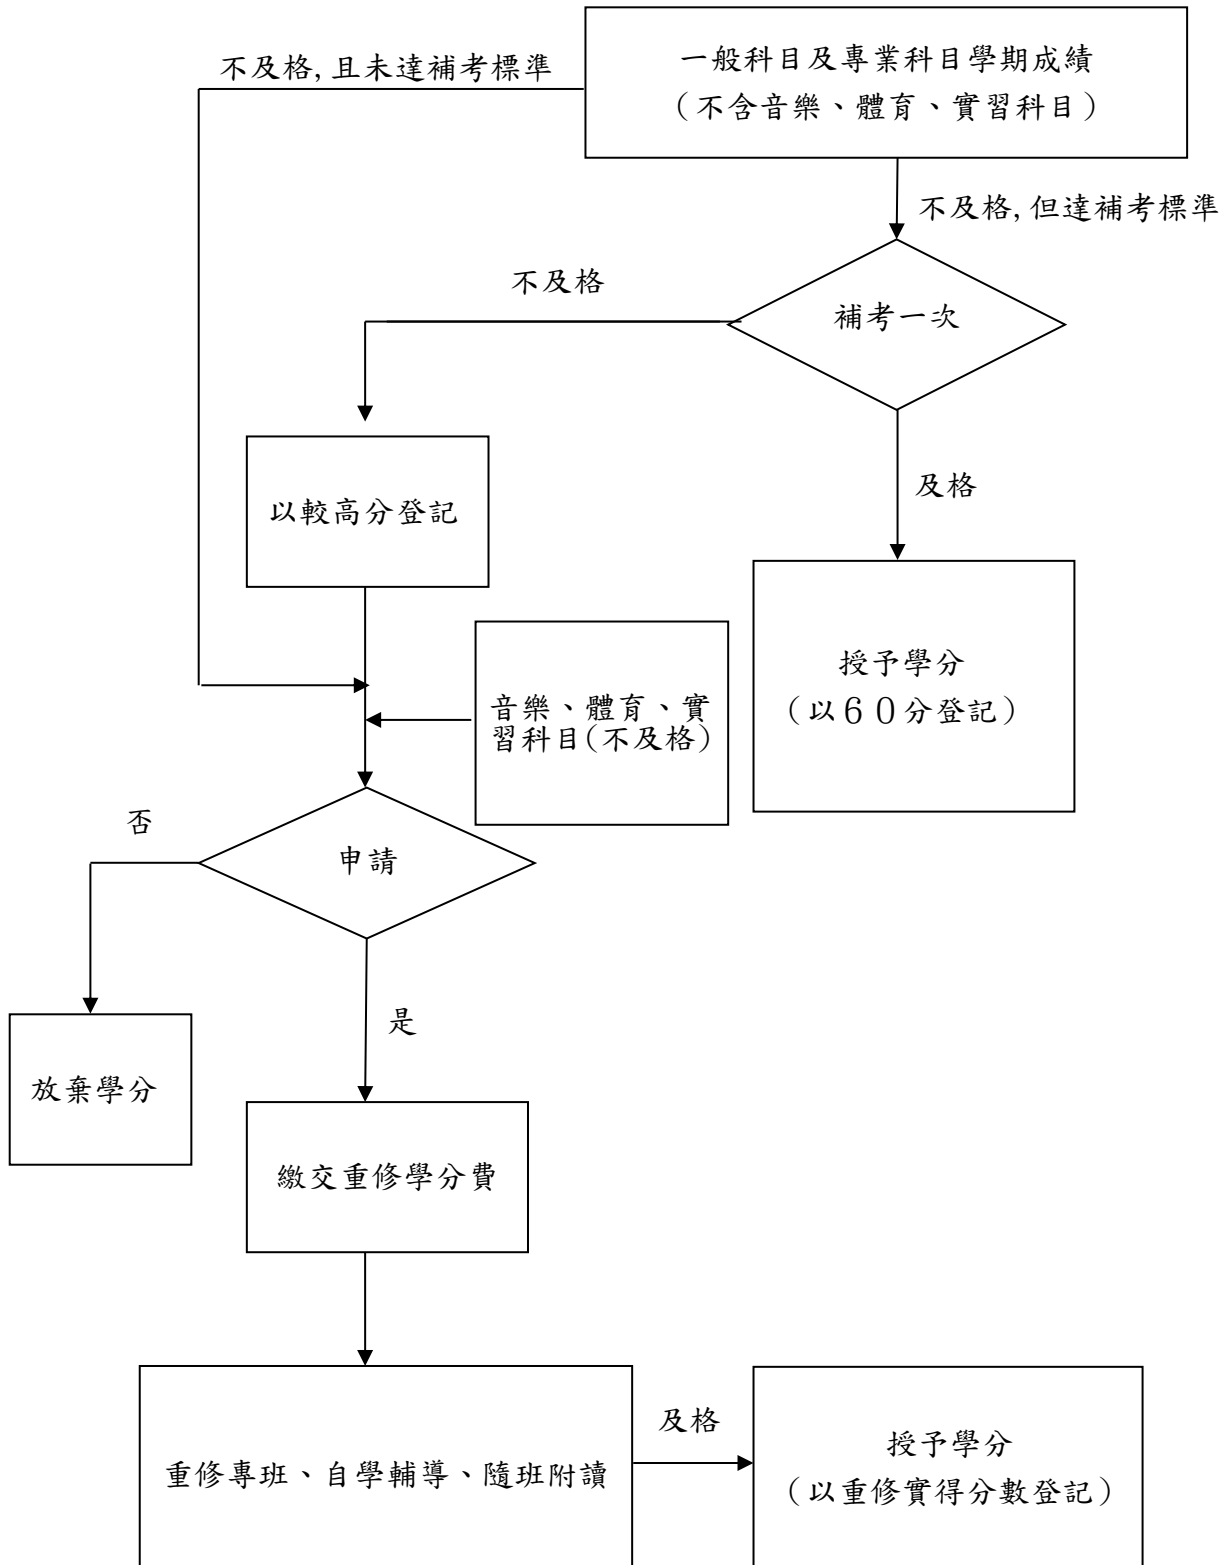 一般科目及專業科目學期成績
（不含音樂、體育、實習科目）
不及格,且未達補考標準
不及格,但達補考標準
不及格
補考一次
以較高分登記
及格
授予學分
（以６０分登記）
音樂、體育、實
習科目(不及格)
否
申請
是
放棄學分
繳交重修學分費
重修專班、自學輔導、隨班附讀
及格
授予學分
（以重修實得分數登記）